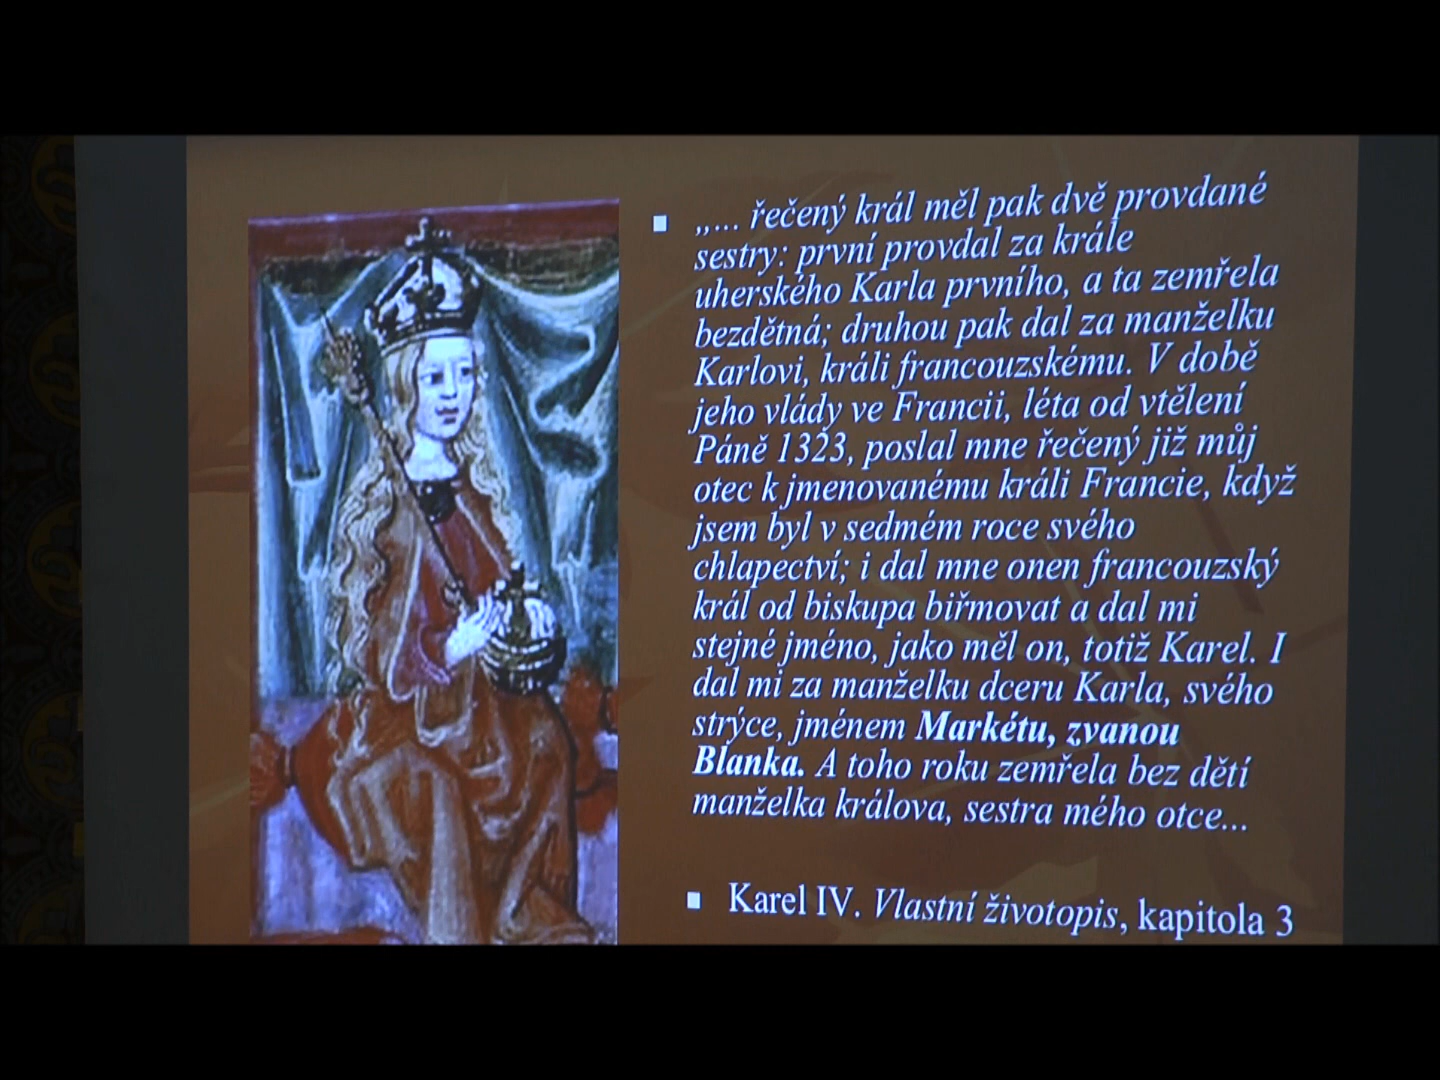 „... řečený král měl pak dvě provdané
sestry: první provdal za krále
uherského Karla prvního, a ta zemřela
bezdětná; druhou pak dal za manželku
Karlovi, králi francouzskému. V době
jeho vlády ve Francii, léta od vtělení
Páně 1323, poslal mne řečený již můj
otec k jmenovanému králi Francie, když
jsem byl v sedmém roce svého
chlapectví; i dal mne onen francouzský
král od biskupa biřmovat a dal mi
stejné jméno, jako měl on, totiž Karel. I
dal mi za manželku dceru Karla, svého
strýce, jménem Markétu, zvanou
Blanka. A toho roku zemřela bez dětí
manželka králova, sestra mého otce...
Karel IV. Vlastní životopis, kapitola 3